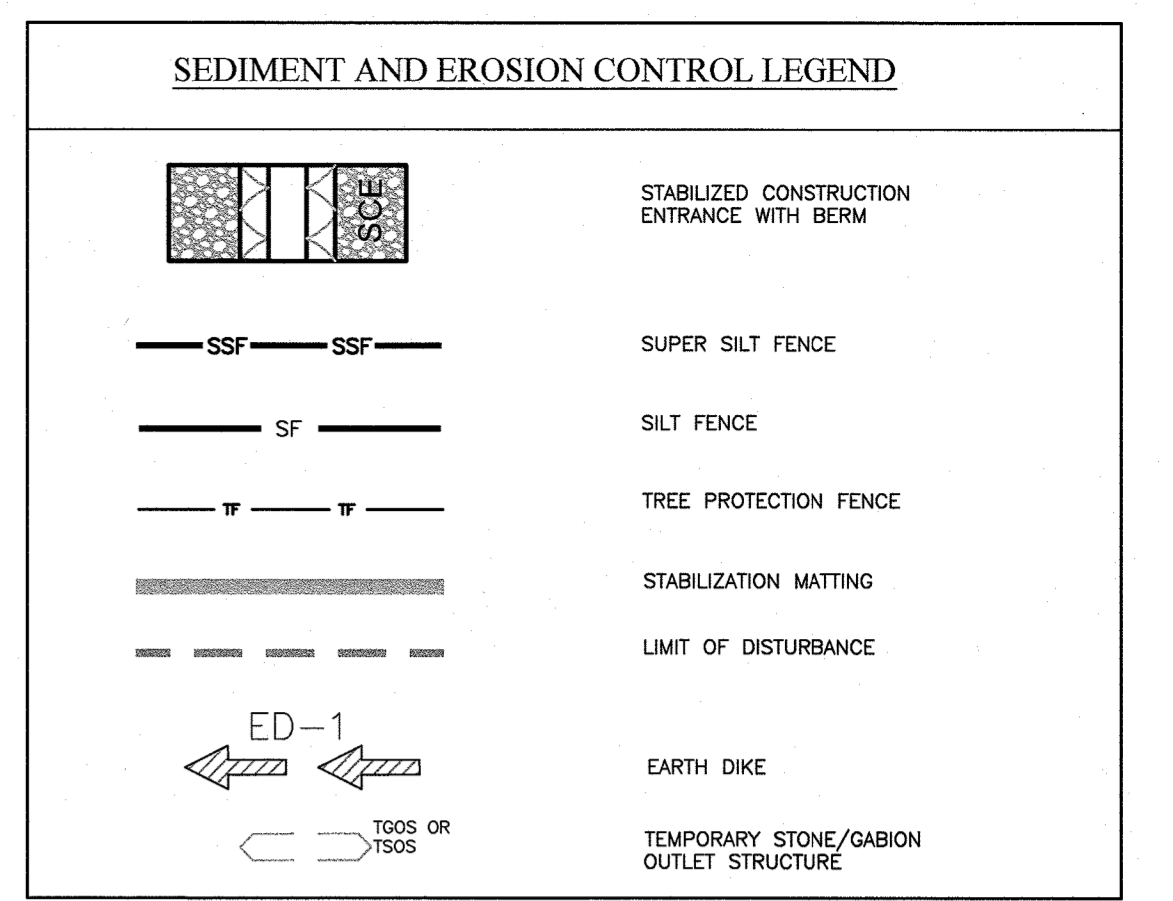 SEDIMENT AND EROSION CONTROL LEGEND
SCE
STABILIZED CONSTRUCTION
ENTRANCE WITH BERM
SSF SSF
SUPER SILT FENCE
SF
SILT FENCE
TF TF
TREE PROTECTION FENCE
STABILIZATION MATTING
LIMIT OF DISTURBANCE
ED-1
EARTH DIKE
TGOS OR
TSOS
TEMPORARY STONE/GABION
OUTLET STRUCTURE